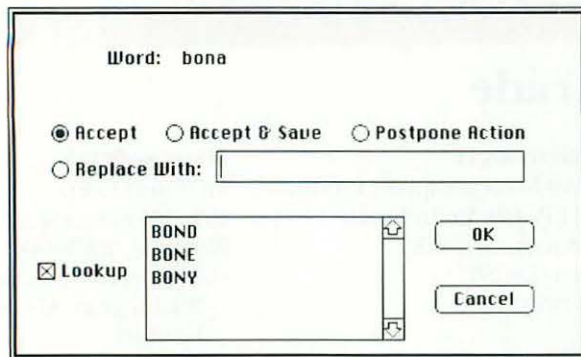 Word: bona
Accept Accept & Save Postpone Action
Replace With:
BOND
BONE
BONY
Lookup
OK
Cancel